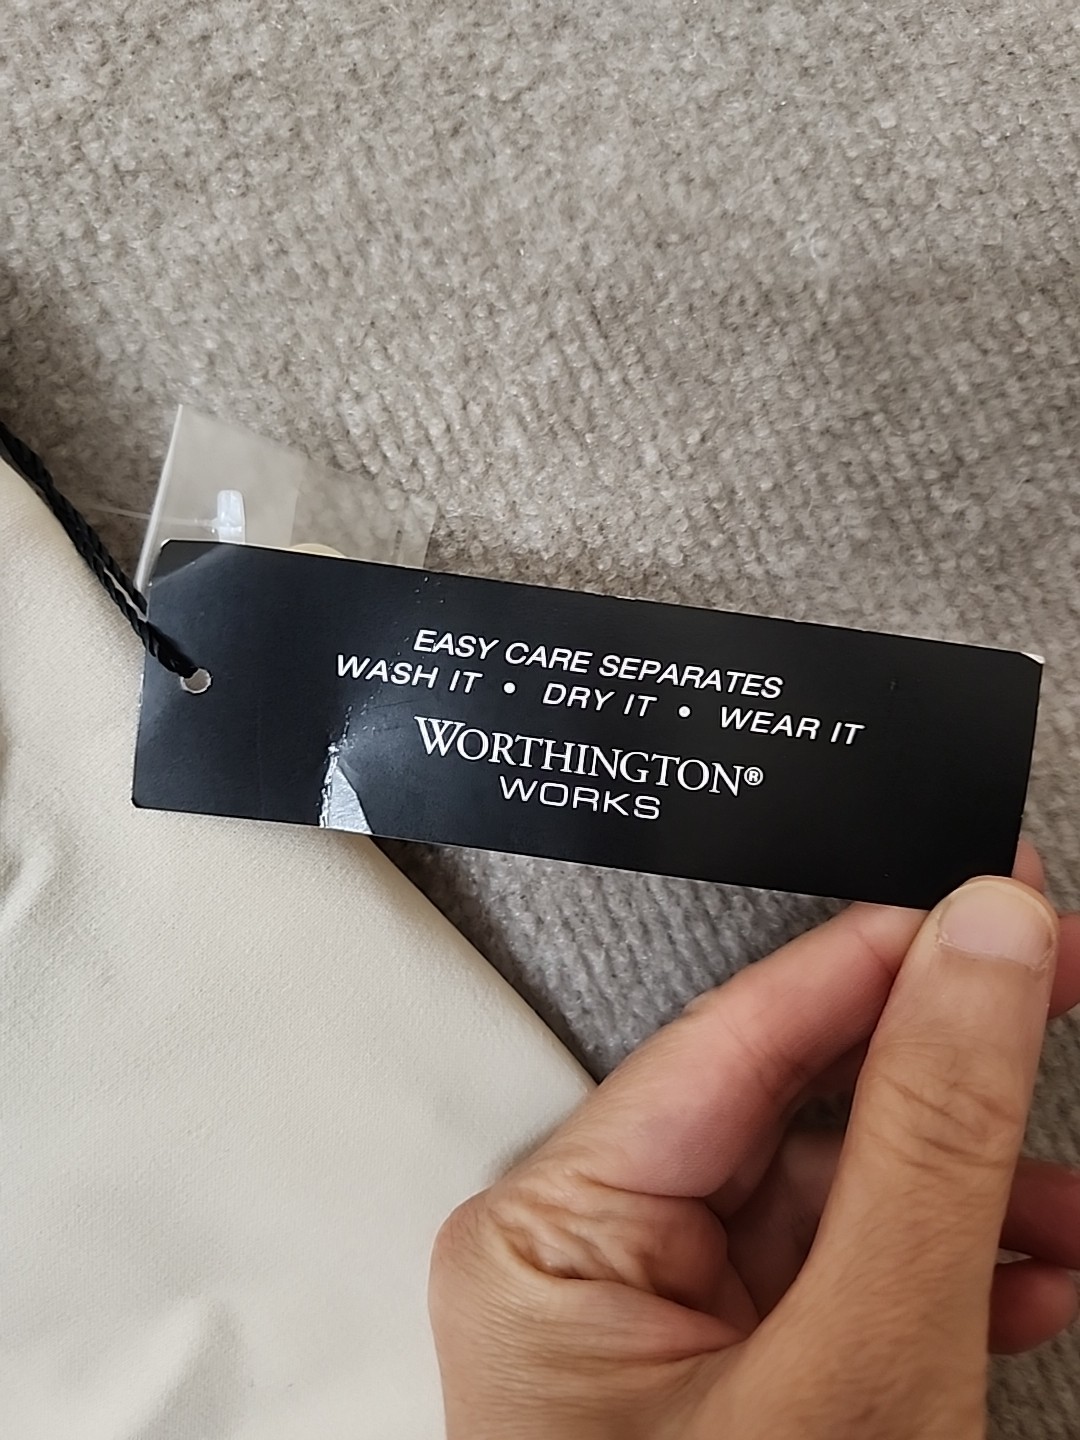 EASY CARE SEPARATES
WASH IT • DRY IT • WEAR IT
WORTHINGTON®
WORKS